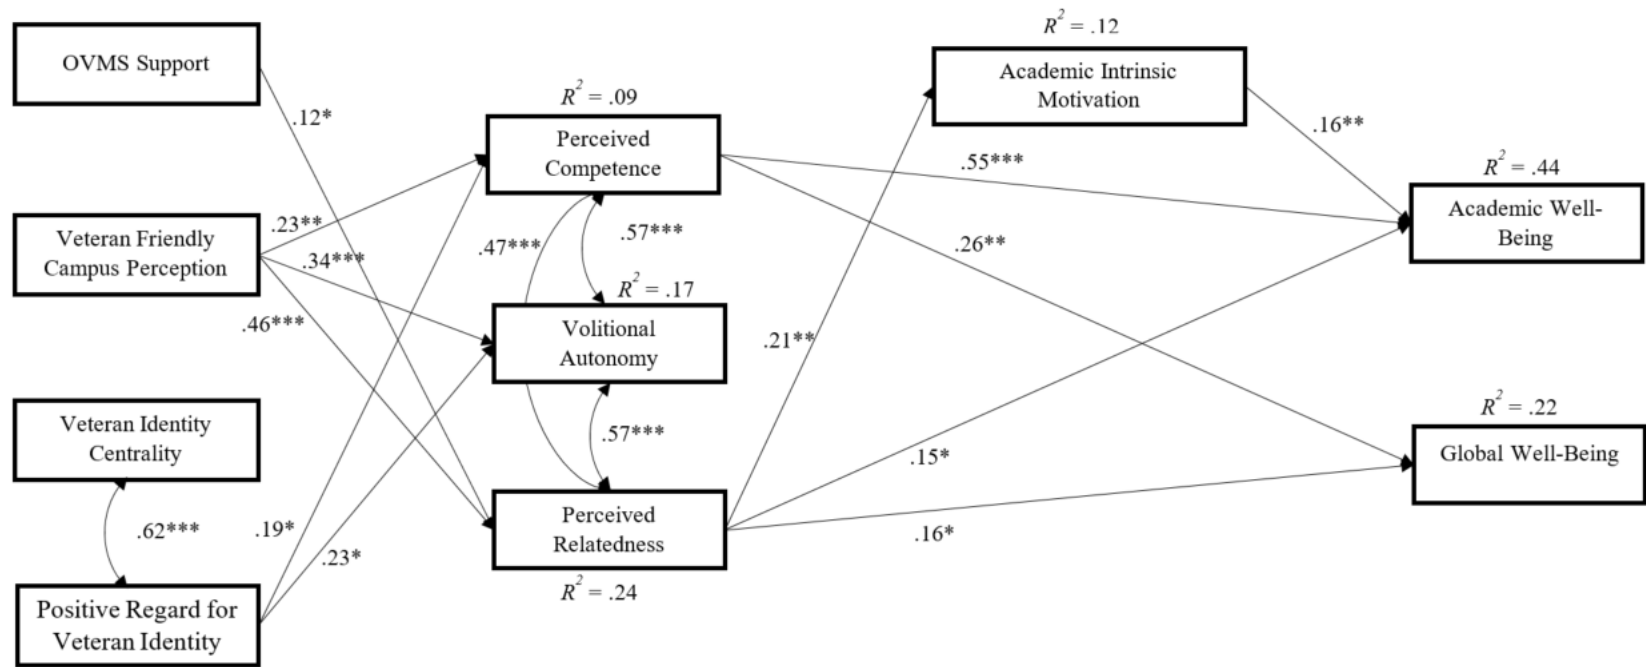 R² = .12
OVMS Support
Academic Intrinsic
Motivation
R² = .09
.12*
Perceived
Competence
.16**
.55***
R² = .44
Academic Well-
Being
.23**
Veteran Friendly
Campus Perception
.34***
.47***
.57***
.26**
R² = .17
.46***
Volitional
Autonomy
.21**
R² = .22
Veteran Identity
Centrality
.57***
.15*
Global Well-Being
.62***
.19*
.23*
Perceived
Relatedness
.16*
R² = .24
Positive Regard for
Veteran Identity